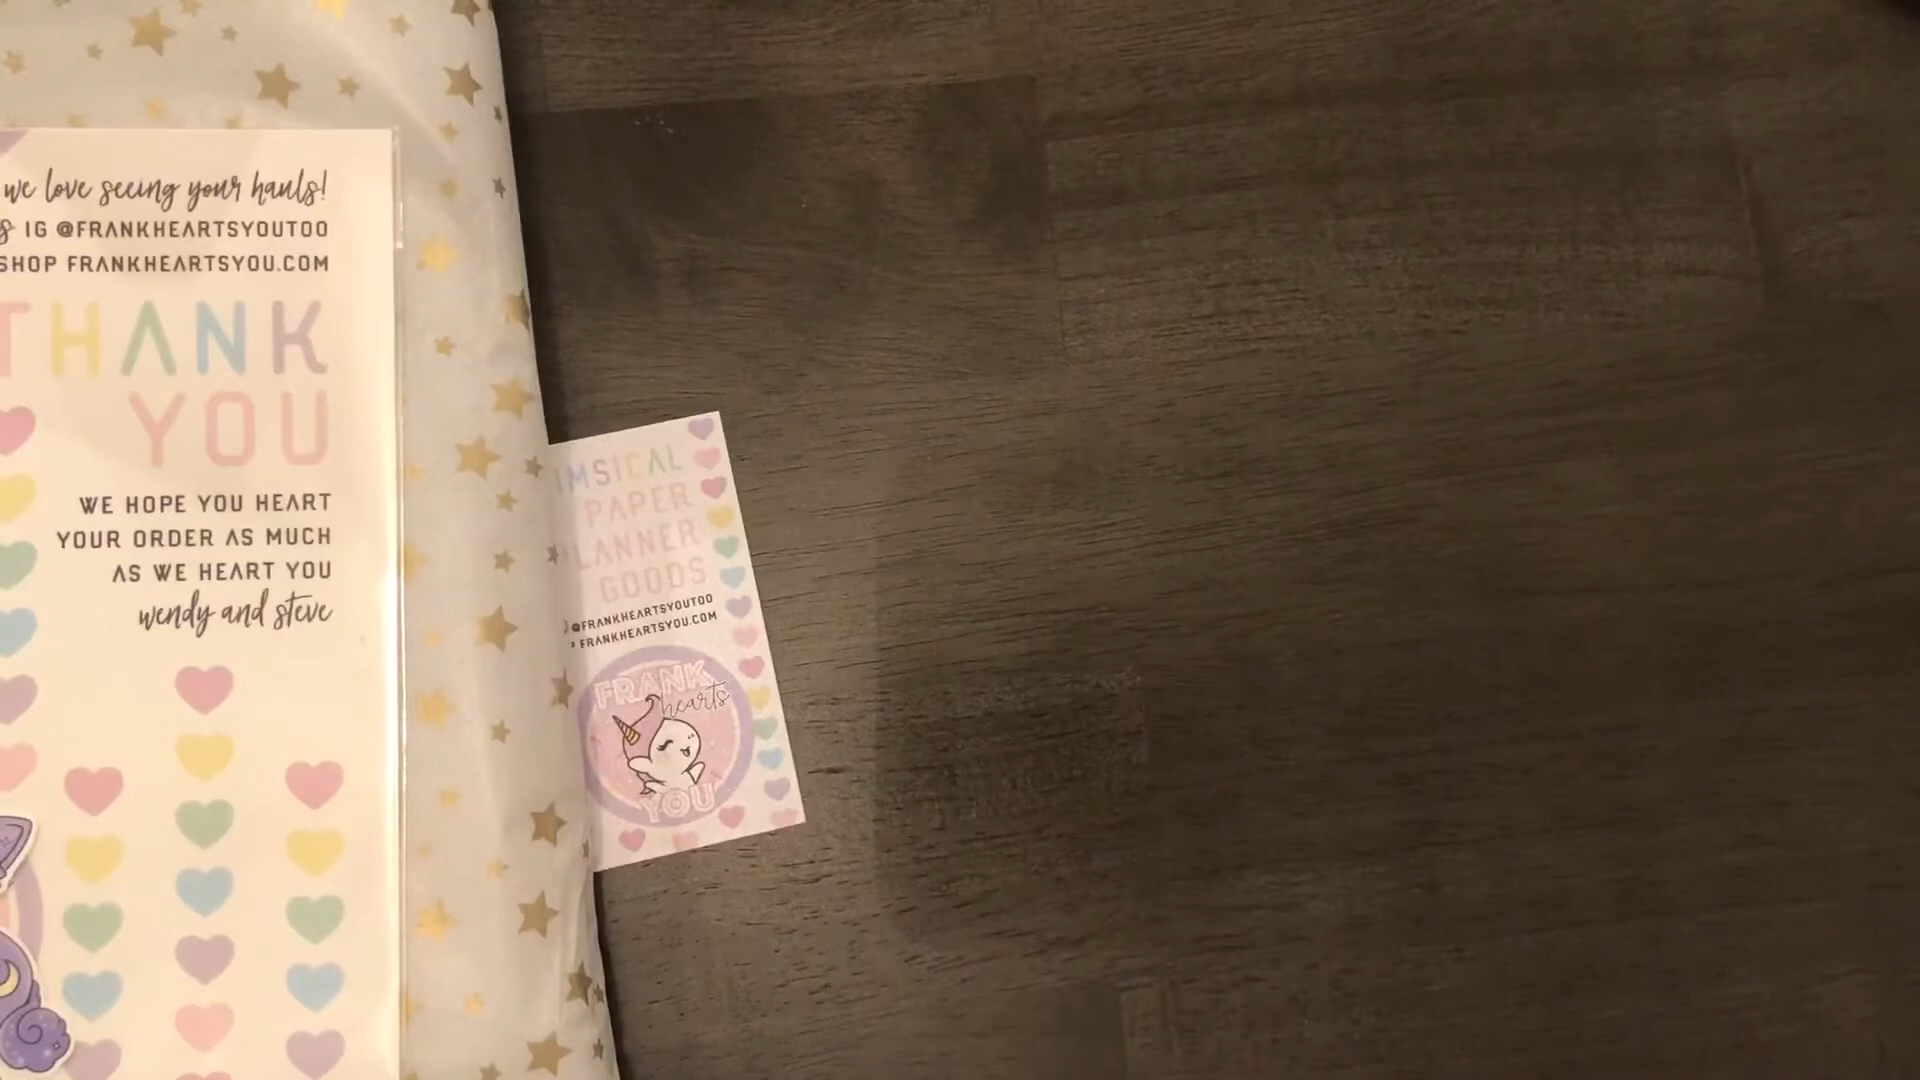 we love seeing your hauls!
IG @FRANKHEARTSYOUTOO
SHOP FRANKHEARTSYOU.COM
THANK
YOU
WE HOPE YOU HEART
YOUR ORDER AS MUCH
AS WE HEART YOU
wendy and steve
IMSICAL
PAPER
LANNER
GOODS
@FRANKHEARTSYOUTOO
FRANKHEARTSYOU.COM
FRANK
hearts
YOU